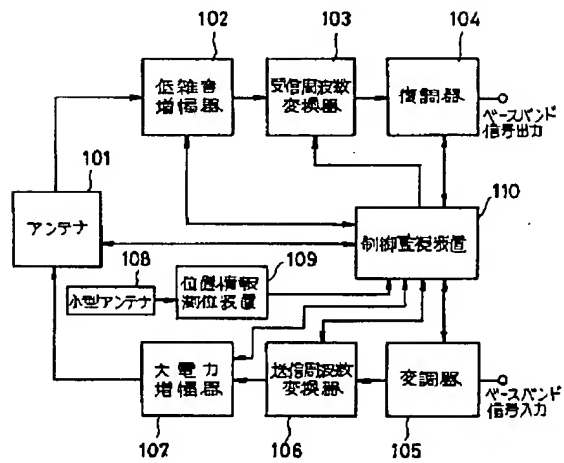 102
103
104
低雑音
増幅器
受信周波数
変換器
復調器
ベースバンド
信号出力
101
アンテナ
110
制御監視装置
108
小型アンテナ
109
位置情報
測位装置
大電力
増幅器
送信周波数
変換器
変調器
ベースバンド
信号入力
107
106
105